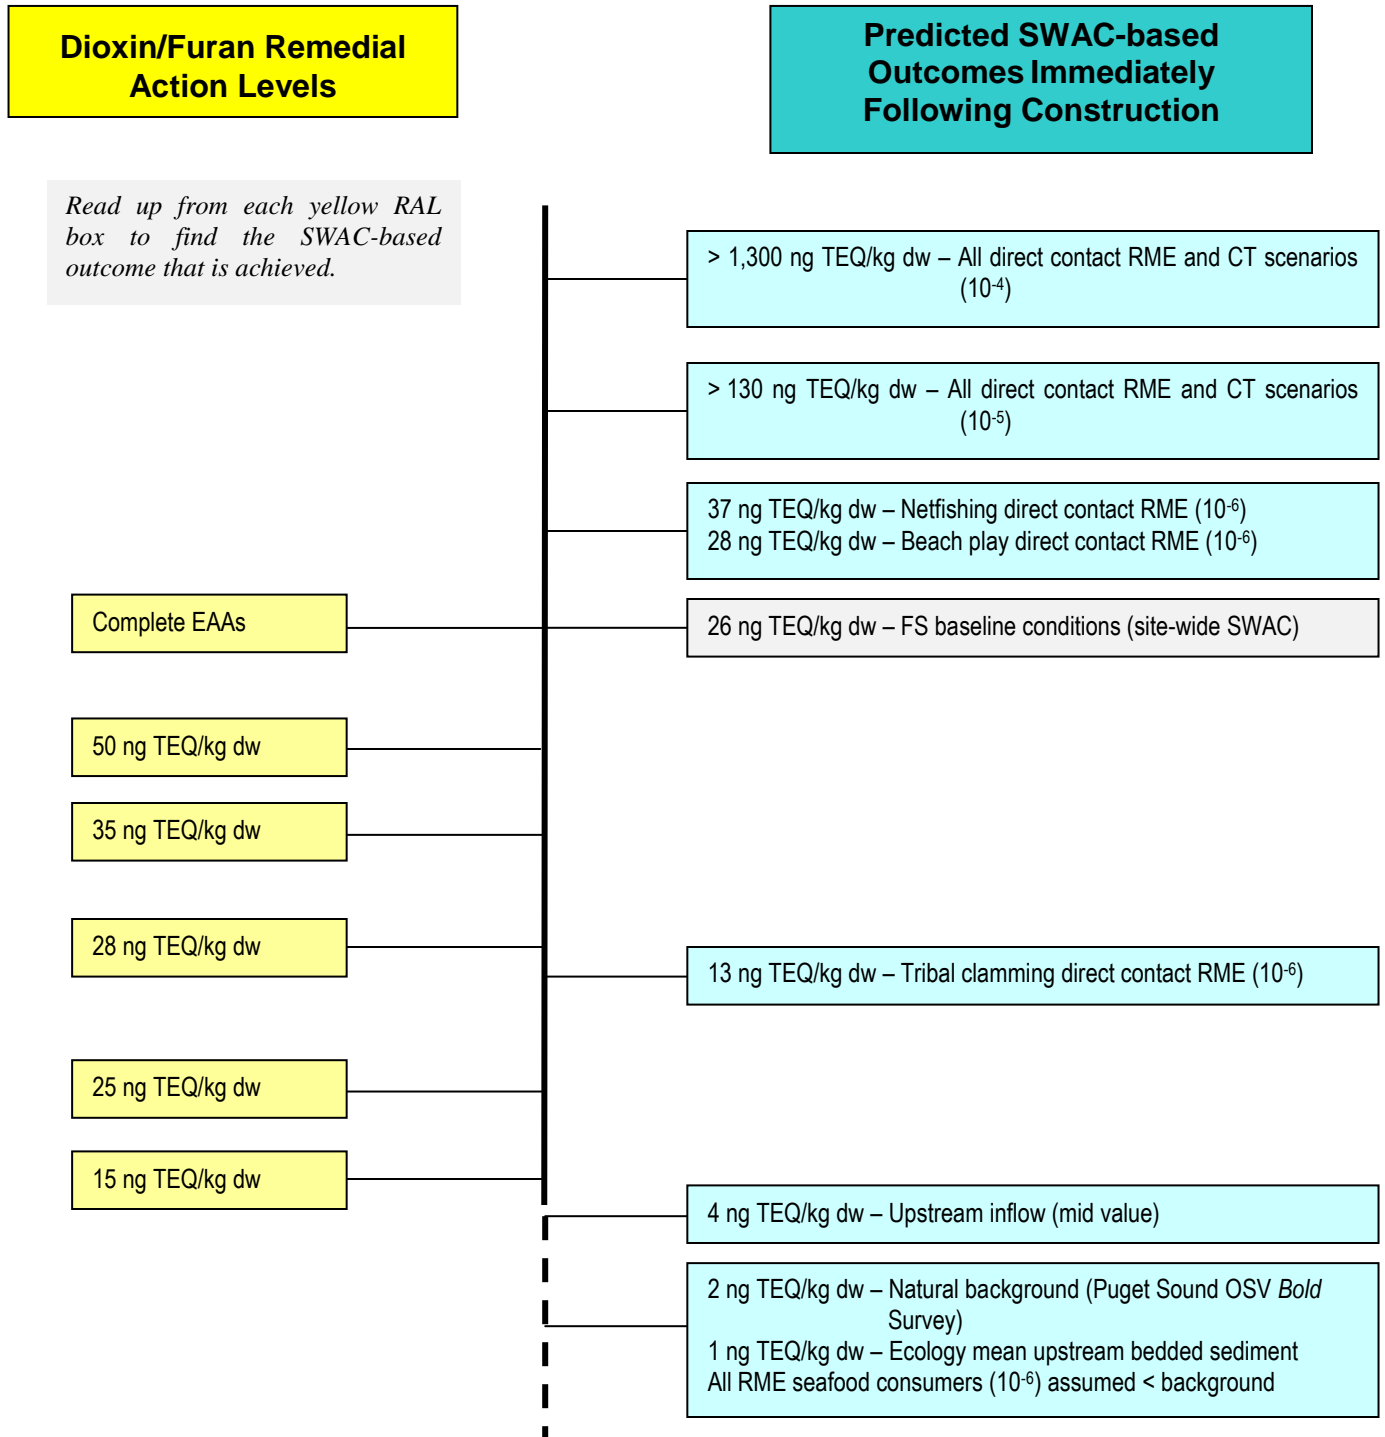 Dioxin/Furan Remedial
Action Levels
Predicted SWAC-based
Outcomes Immediately
Following Construction
Read up from each yellow RAL
box to find the SWAC-based
outcome that is achieved.
> 1,300 ng TEQ/kg dw – All direct contact RME and CT scenarios
(10-4)
> 130 ng TEQ/kg dw – All direct contact RME and CT scenarios
(10-5)
37 ng TEQ/kg dw – Netfishing direct contact RME (10-6)
28 ng TEQ/kg dw – Beach play direct contact RME (10-6)
Complete EAAs
26 ng TEQ/kg dw – FS baseline conditions (site-wide SWAC)
50 ng TEQ/kg dw
35 ng TEQ/kg dw
28 ng TEQ/kg dw
13 ng TEQ/kg dw – Tribal clamming direct contact RME (10-6)
25 ng TEQ/kg dw
15 ng TEQ/kg dw
4 ng TEQ/kg dw – Upstream inflow (mid value)
2 ng TEQ/kg dw – Natural background (Puget Sound OSV Bold
Survey)
1 ng TEQ/kg dw – Ecology mean upstream bedded sediment
All RME seafood consumers (10-6) assumed < background